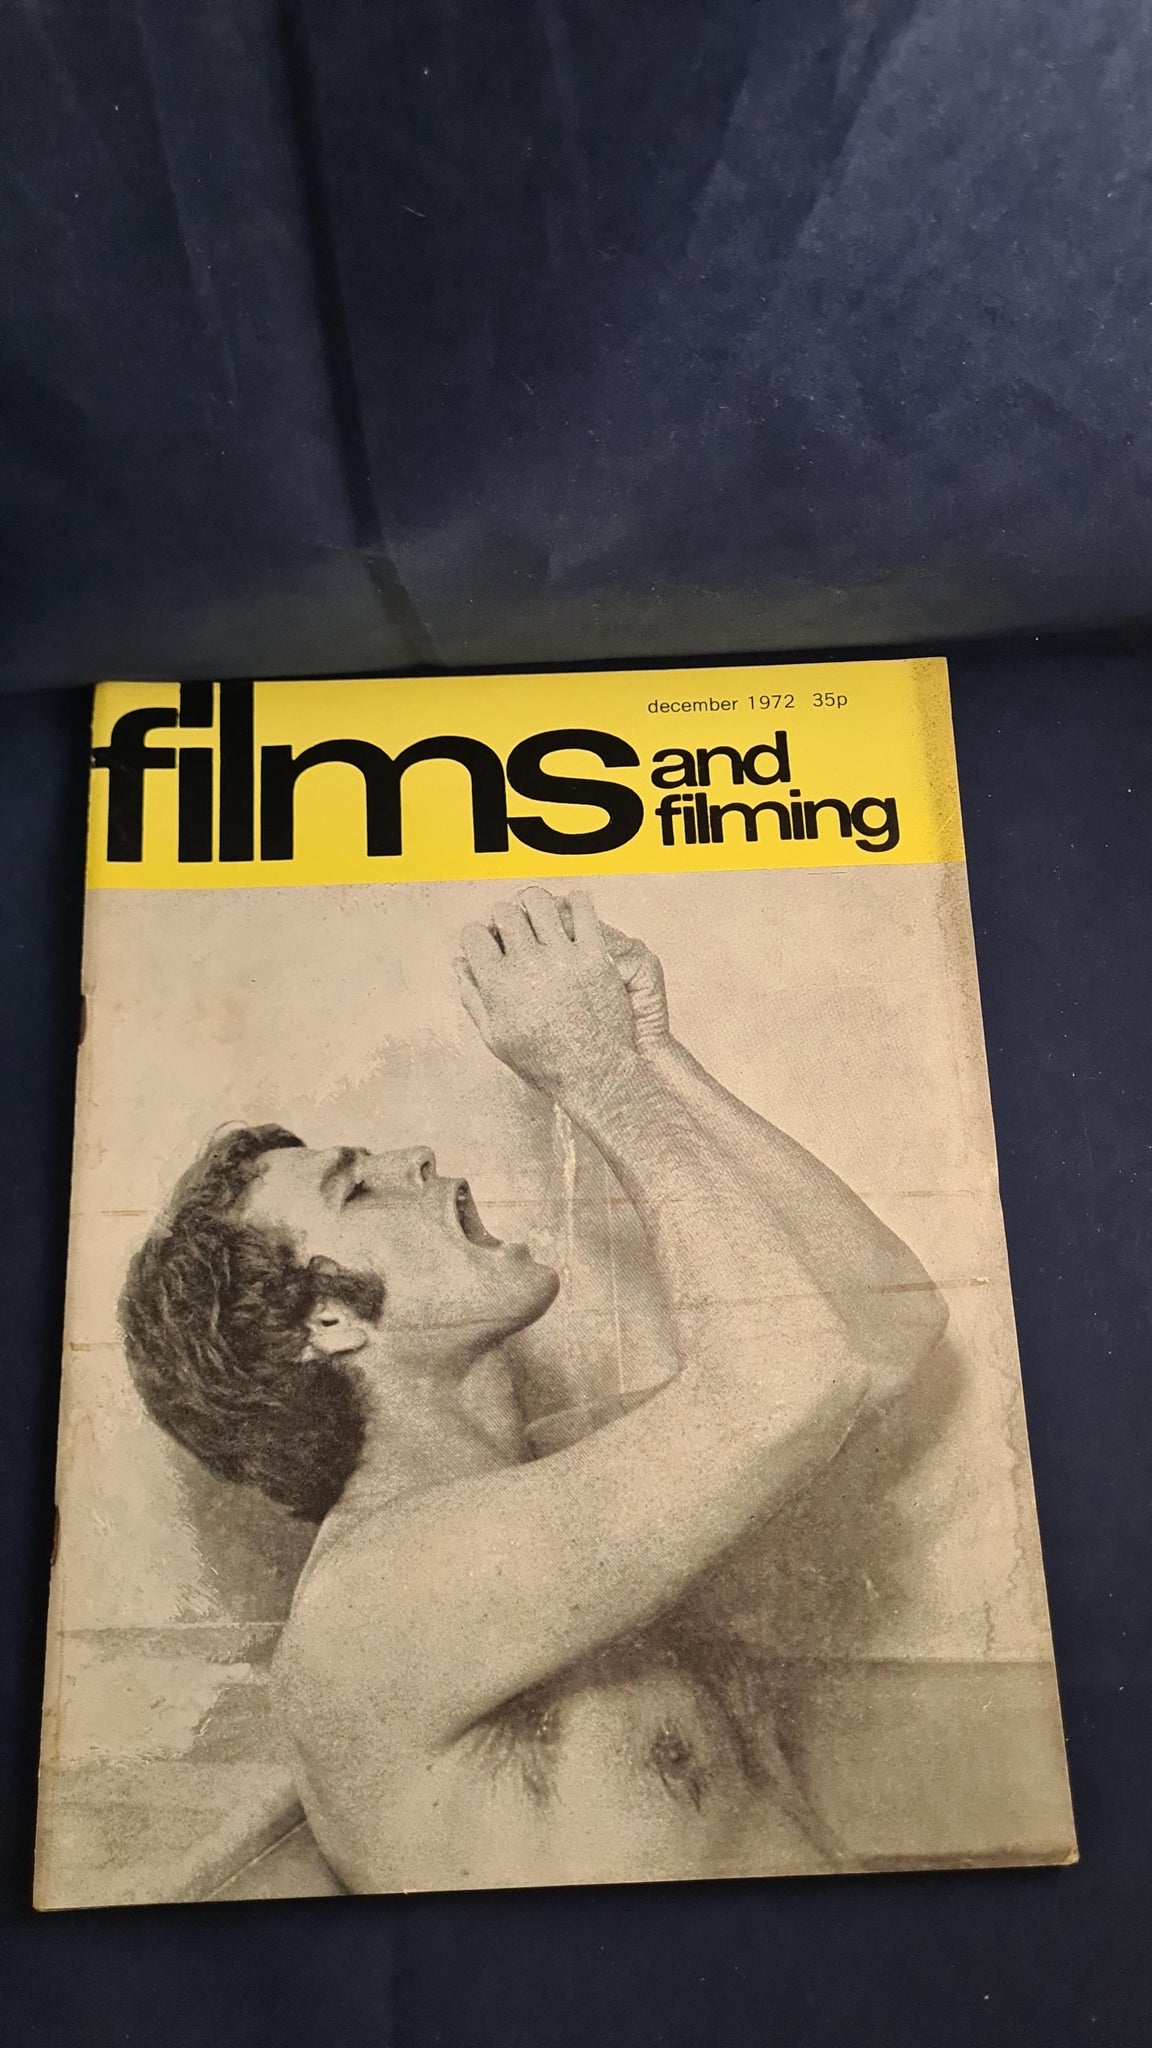 december 1972 35p
films and
filming